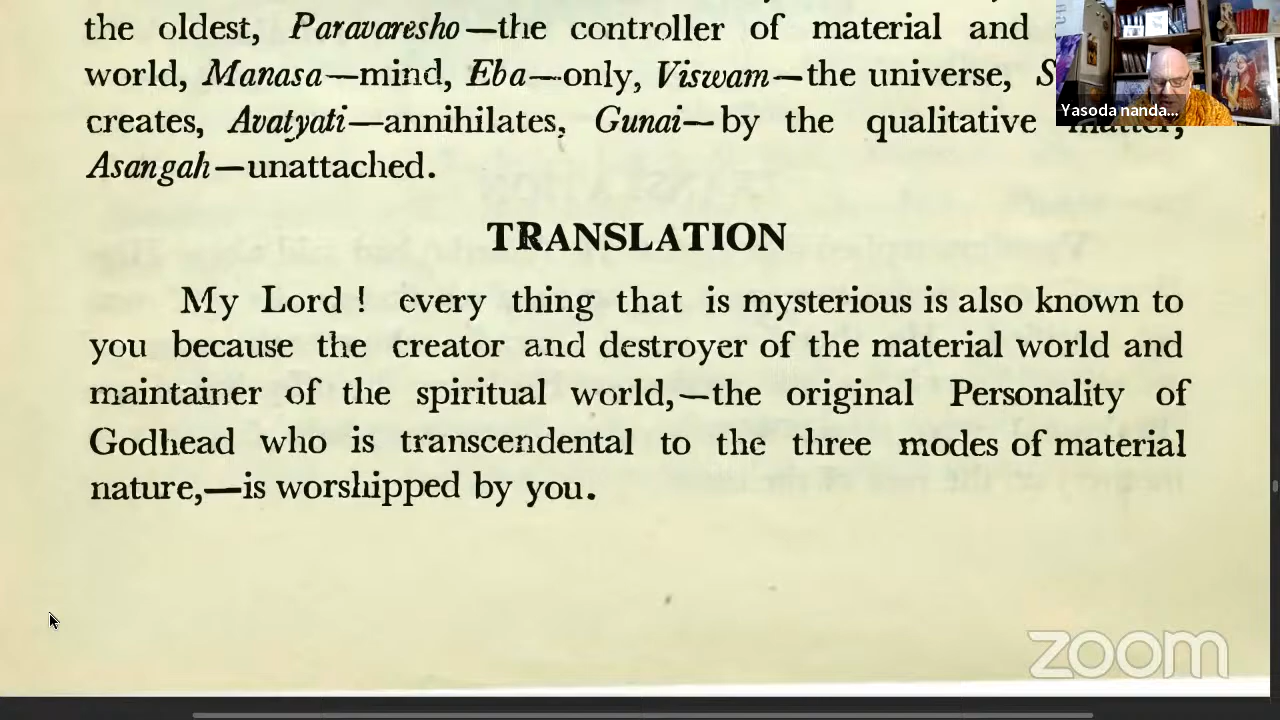 the oldest, Paravaresho—the controller of material and
world, Manasa—mind, Eba—only, Viswam—the universe, S
creates, Avatyati—annihilates, Gunai—by the qualitative matter,
Asangah—unattached.
TRANSLATION
My Lord ! every thing that is mysterious is also known to
you because the creator and destroyer of the material world and
maintainer of the spiritual world,—the original Personality of
Godhead who is transcendental to the three modes of material
nature,—is worshipped by you.
Yasoda nanda...
zoom